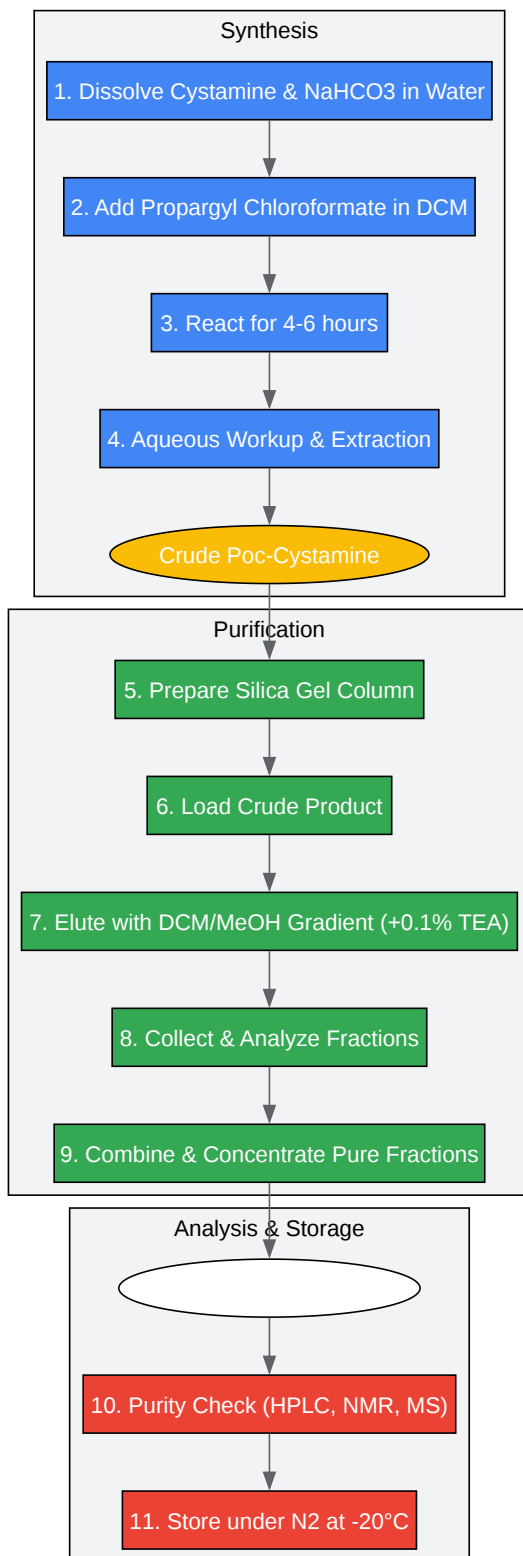 Synthesis
1. Dissolve Cystamine & NaHCO3 in Water
2. Add Propargyl Chloroformate in DCM
3. React for 4-6 hours
4. Aqueous Workup & Extraction
Crude Poc-Cystamine
Purification
5. Prepare Silica Gel Column
6. Load Crude Product
7. Elute with DCM/MeOH Gradient (+0.1% TEA)
8. Collect & Analyze Fractions
9. Combine & Concentrate Pure Fractions
Analysis & Storage
10. Purity Check (HPLC, NMR, MS)
11. Store under N2 at -20°C